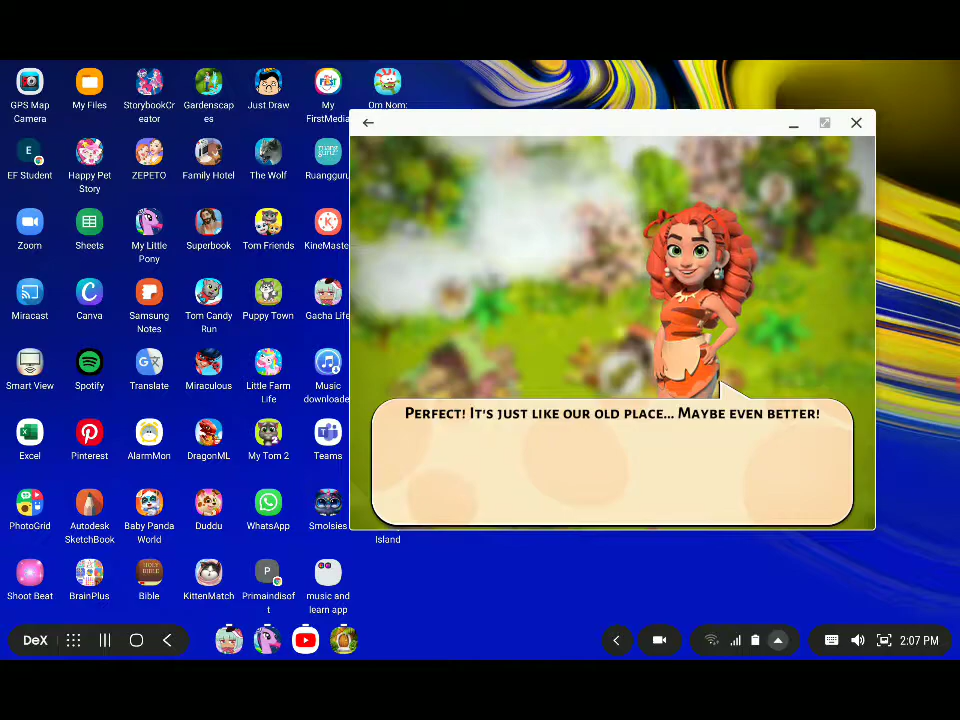 GPS Map
Camera
My Files
StorybookCr
eator
Gardenscap
es
Just Draw
My
FirstMedia
Om Nom:
EF Student
Happy Pet
Story
ZEPETO
Family Hotel
The Wolf
Ruangguru
Zoom
Sheets
My Little
Pony
Superbook
Tom Friends
KineMaste
Miracast
Canva
Samsung
Notes
Tom Candy
Run
Puppy Town
Gacha Life
Smart View
Spotify
Translate
Miraculous
Little Farm
Life
Music
downloade
Excel
Pinterest
AlarmMon
DragonML
My Tom 2
Teams
PhotoGrid
Autodesk
SketchBook
Baby Panda
World
Duddu
WhatsApp
Smolsies
Island
Shoot Beat
BrainPlus
Bible
KittenMatch
Primaindisof
t
music and
learn app
PERFECT! IT'S JUST LIKE OUR OLD PLACE... MAYBE EVEN BETTER!
DeX
2:07 PM